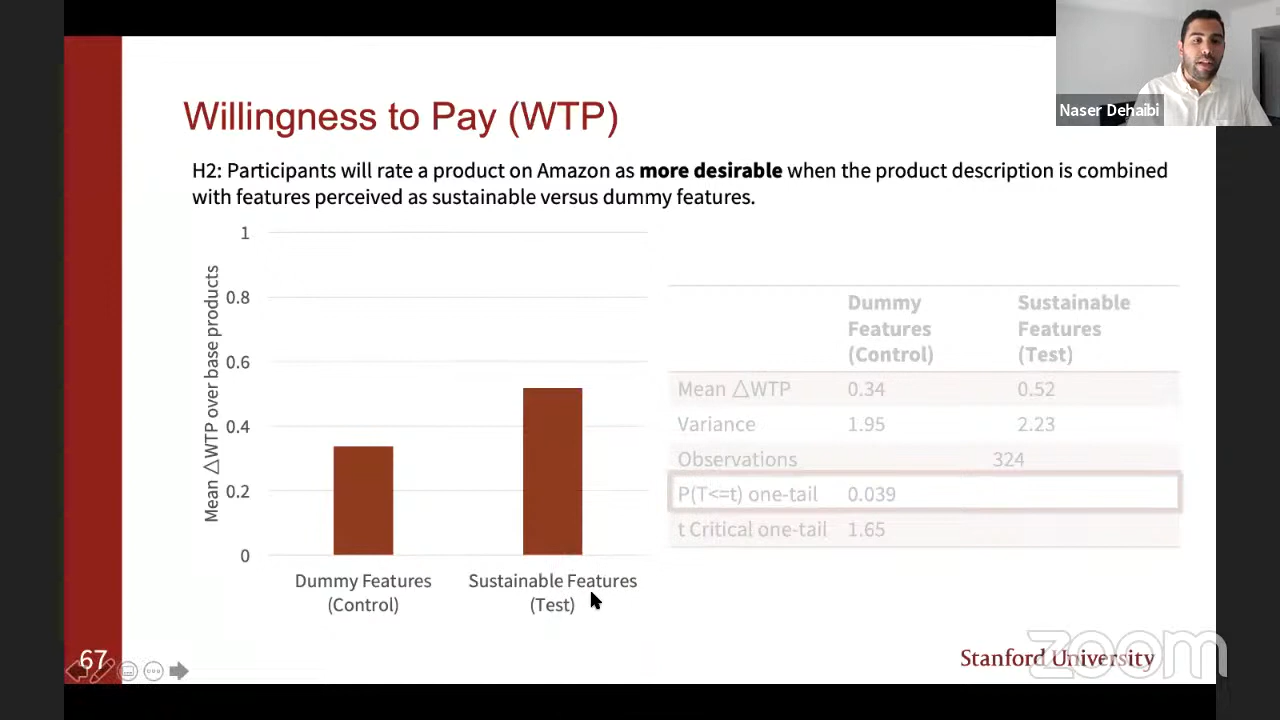 Naser Dehaibi
Willingness to Pay (WTP)
H2: Participants will rate a product on Amazon as more desirable when the product description is combined
with features perceived as sustainable versus dummy features.
Mean △WTP over base products
1
0.8
0.6
0.4
0.2
0
Dummy Features
(Control)
Sustainable Features
(Test)
Dummy
Features
(Control)
Sustainable
Features
(Test)
Mean △WTP 0.34 0.52
Variance 1.95 2.23
Observations 324
P(T<=t) one-tail 0.039
t Critical one-tail 1.65
67
Stanford University
zoom